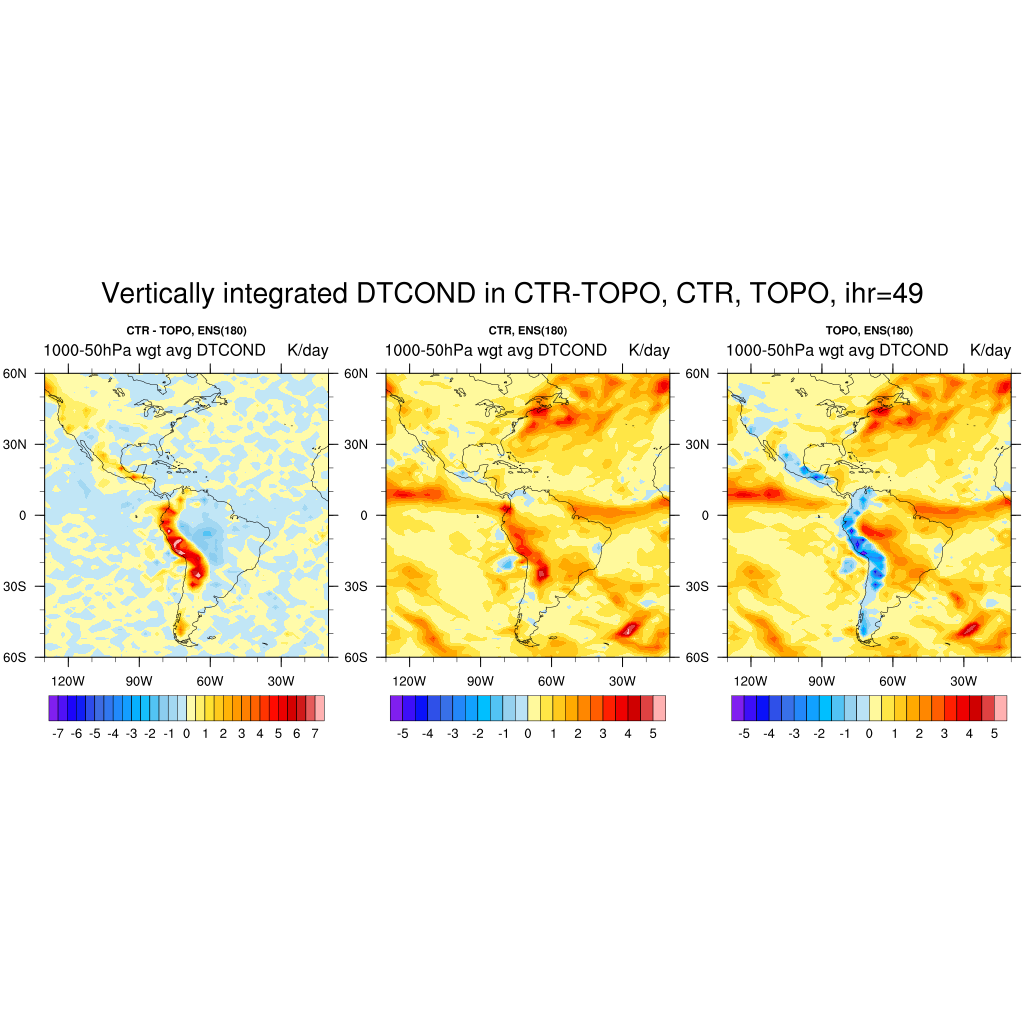 Vertically integrated DTCOND in CTR-TOPO, CTR, TOPO, ihr=49
CTR - TOPO, ENS(180)
1000-50hPa wgt avg DTCOND K/day
60N
30N
0
30S
60S
120W 90W 60W 30W
-7 -6 -5 -4 -3 -2 -1 0 1 2 3 4 5 6 7
CTR, ENS(180)
1000-50hPa wgt avg DTCOND K/day
60N
30N
0
30S
60S
120W 90W 60W 30W
-5 -4 -3 -2 -1 0 1 2 3 4 5
TOPO, ENS(180)
1000-50hPa wgt avg DTCOND K/day
60N
30N
0
30S
60S
120W 90W 60W 30W
-5 -4 -3 -2 -1 0 1 2 3 4 5